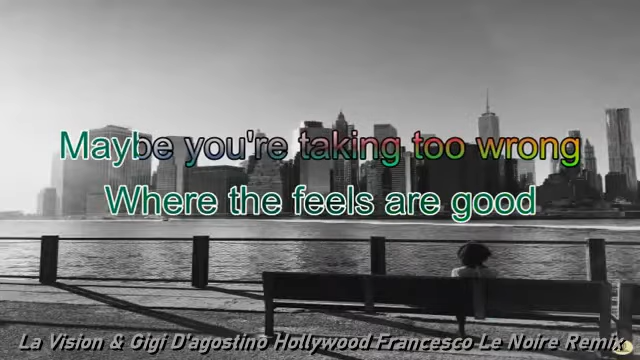 Maybe you're taking too wrong
Where the feels are good
La Vision & Gigi D'agostino Hollywood Francesco Le Noire Remix